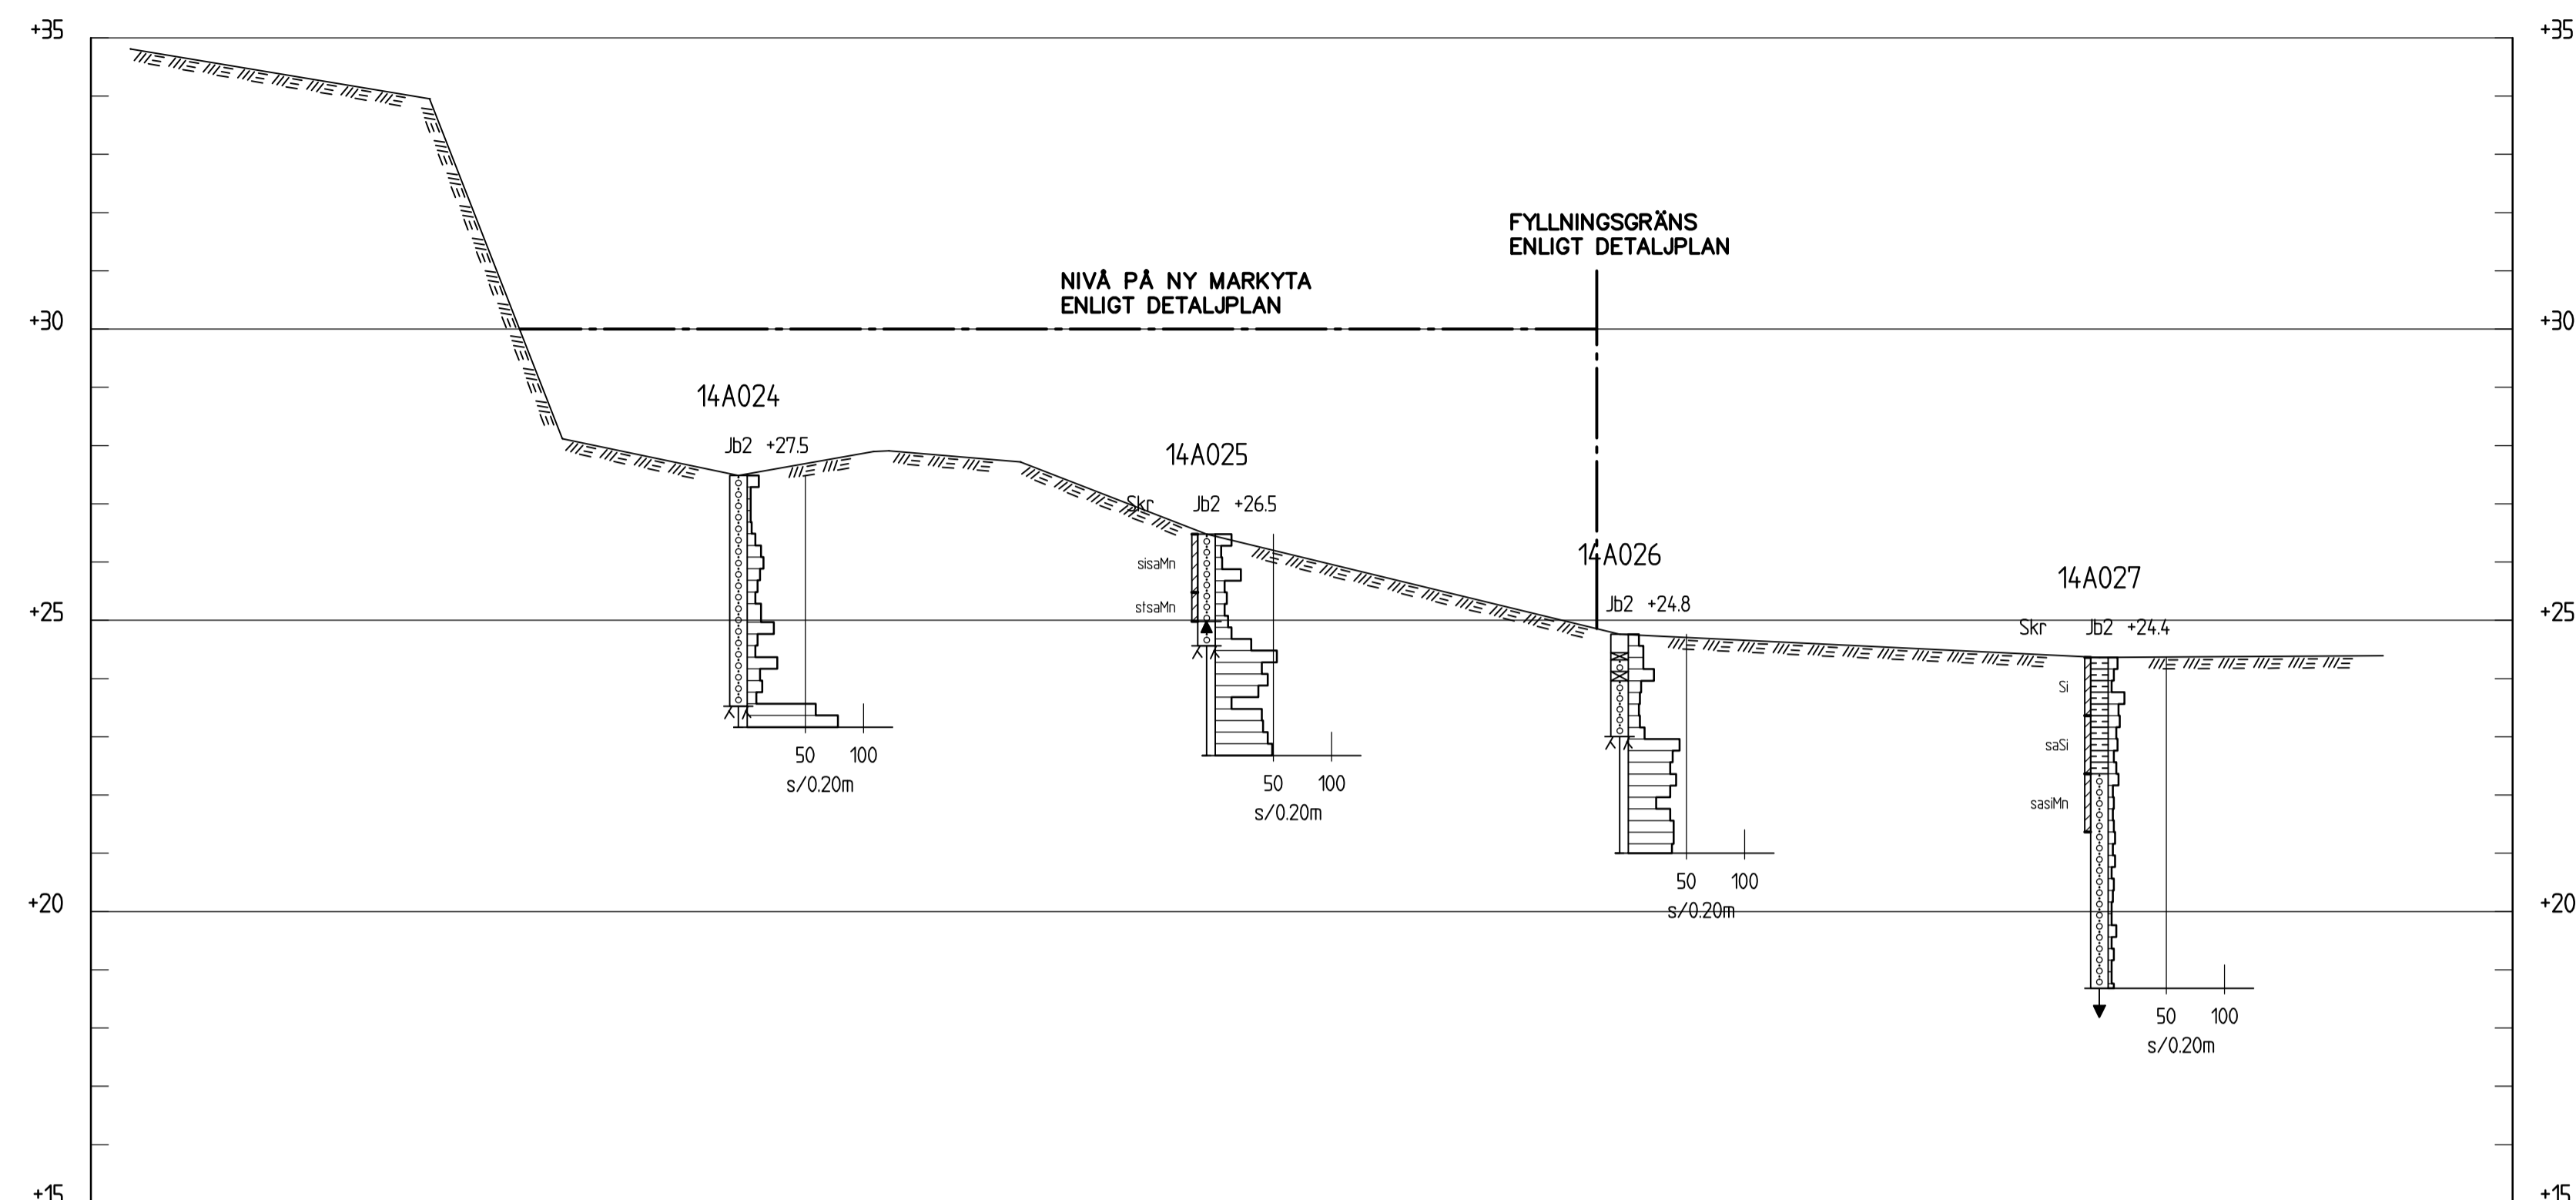 +35
+35
FYLLNINGSGRÄNS
ENLIGT DETALJPLAN
NIVÅ PÅ NY MARKYTA
ENLIGT DETALJPLAN
+30
+30
14A024
Jb2 +27.5
14A025
Skr Jb2 +26.5
14A026
sisaMn
14A027
stsaMn
Jb2 +24.8
+25
+25
Skr Jb2 +24.4
Si
saSi
50 100
s/0.20m
50 100
s/0.20m
sasiMn
50 100
s/0.20m
+20
+20
50 100
s/0.20m
+15
+15